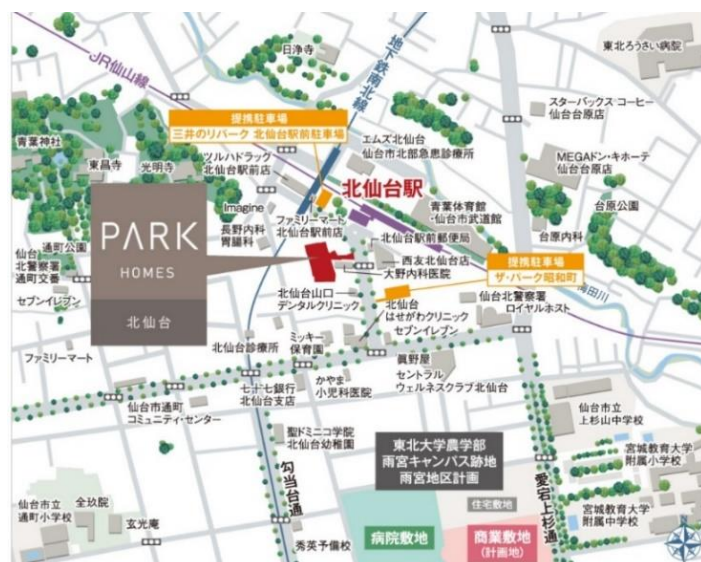 日浄寺
JR仙山線
地下鉄南北線
東北ろうさい病院
提携駐車場
三井のリパーク 北仙台駅前駐車場
スターバックス コーヒー
仙台台原店
青葉神社
東昌寺
光明寺
ツルハドラッグ
北仙台駅前店
エムズ北仙台
仙台市北部急患診療所
MEGAドン・キホーテ
仙台台原店
北仙台駅
Imagine
長野内科
胃腸科
ファミリーマート
北仙台駅前店
青葉体育館
・仙台市武道館
台原公園
台原内科
PARK
HOMES
北仙台
通町公園
仙台
北警察署
通町交番
セブンイレブン
北仙台駅前郵便局
西友北仙台店
大野内科医院
提携駐車場
ザ・パーク昭和町
北仙台山口
デンタルクリニック
北仙台
はせがわクリニック
仙台北警察署
ロイヤルホスト
セブンイレブン
ファミリーマート
北仙台診療所
ミッキー
保育園
眞野屋
セントラル
ウェルネスクラブ北仙台
七十七銀行
北仙台支店
かやま
小児科医院
仙台市通町
コミュニティ・センター
仙台市立
上杉山中学校
聖ドミニコ学院
北仙台幼稚園
東北大学農学部
雨宮キャンパス跡地
雨宮地区計画
宮城教育大学
附属小学校
勾当台通
愛宕上杉通
住宅敷地
仙台市立
通町小学校
全玖院
玄光庵
病院敷地
商業敷地
(計画地)
宮城教育大学
附属中学校
秀英予備校
N